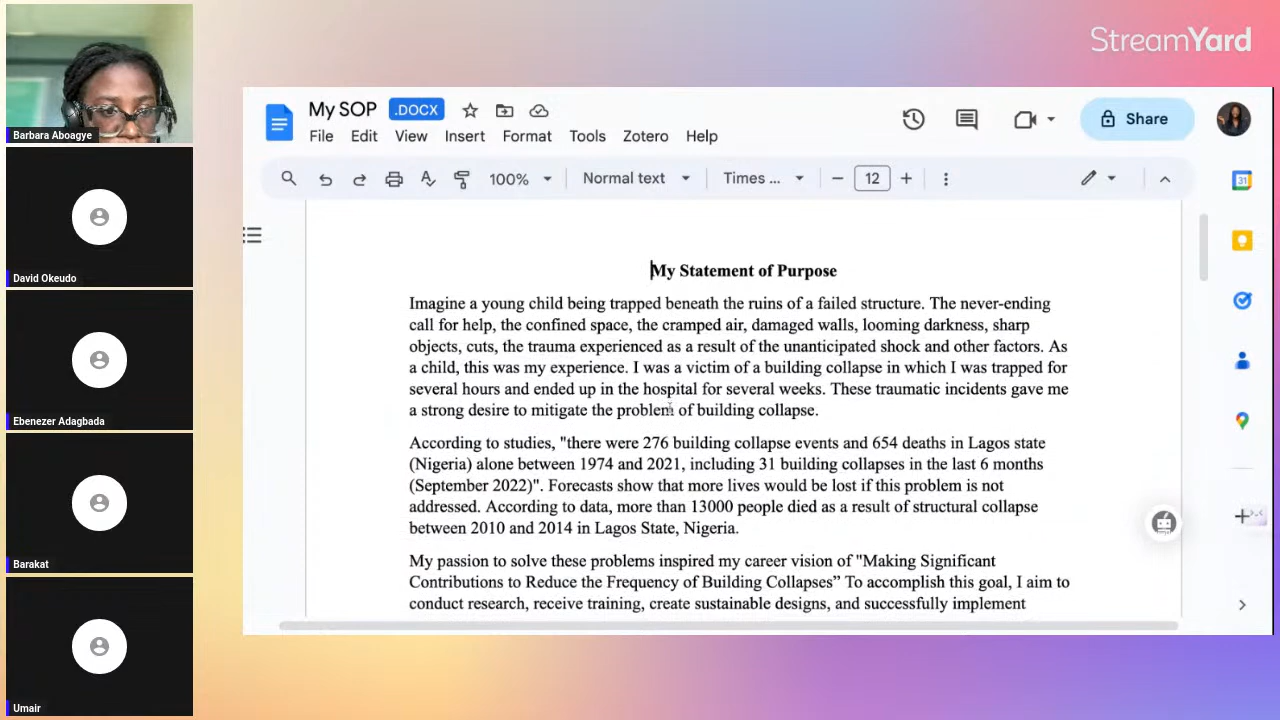 StreamYard
Barbara Aboagye
David Okeudo
Ebenezer Adagbada
Barakat
Umair
My SOP .DOCX
File Edit View Insert Format Tools Zotero Help
Share
100% Normal text Times ... − 12 +
31
My Statement of Purpose
Imagine a young child being trapped beneath the ruins of a failed structure. The never-ending
call for help, the confined space, the cramped air, damaged walls, looming darkness, sharp
objects, cuts, the trauma experienced as a result of the unanticipated shock and other factors. As
a child, this was my experience. I was a victim of a building collapse in which I was trapped for
several hours and ended up in the hospital for several weeks. These traumatic incidents gave me
a strong desire to mitigate the problem of building collapse.
According to studies, "there were 276 building collapse events and 654 deaths in Lagos state
(Nigeria) alone between 1974 and 2021, including 31 building collapses in the last 6 months
(September 2022)". Forecasts show that more lives would be lost if this problem is not
addressed. According to data, more than 13000 people died as a result of structural collapse
between 2010 and 2014 in Lagos State, Nigeria.
My passion to solve these problems inspired my career vision of "Making Significant
Contributions to Reduce the Frequency of Building Collapses” To accomplish this goal, I aim to
conduct research, receive training, create sustainable designs, and successfully implement